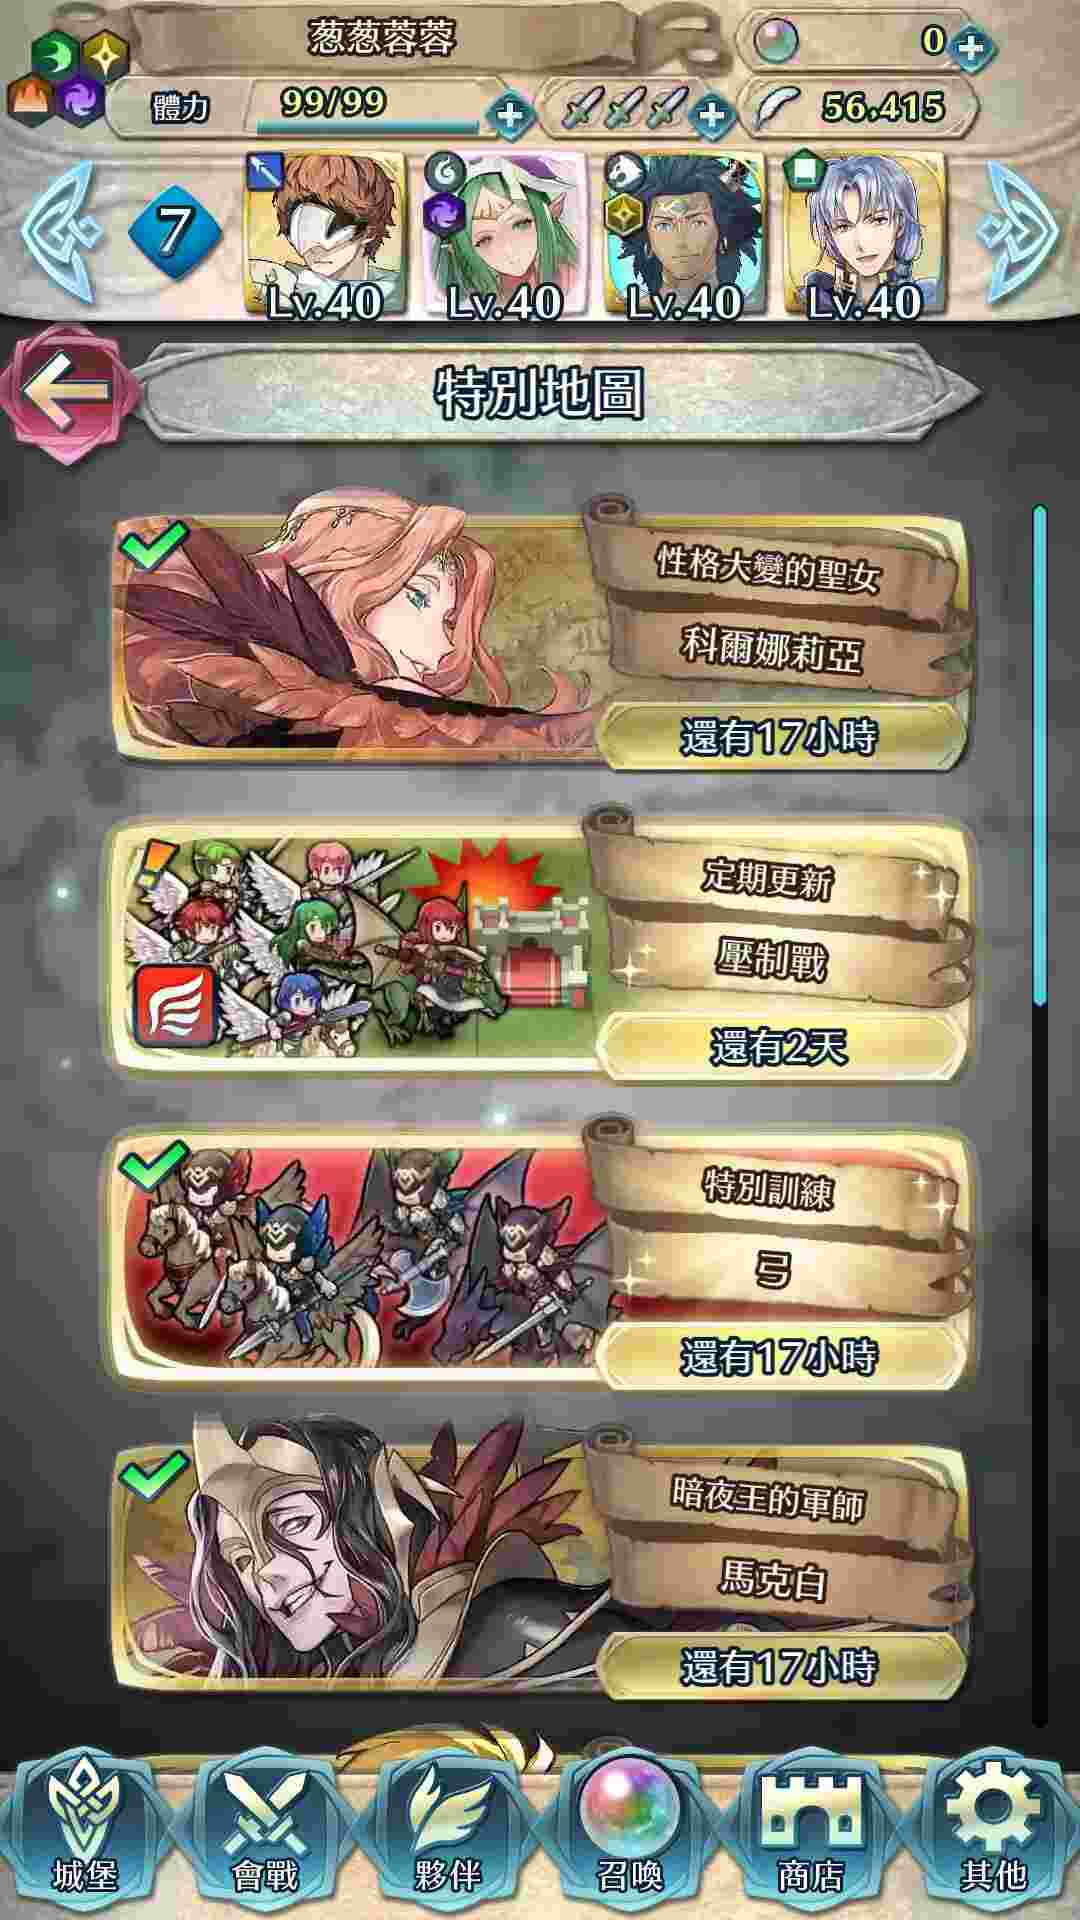 葱葱蓉蓉
0
體力
99/99
56,415
7
Lv.40
Lv.40
Lv.40
Lv.40
特別地圖
性格大變的聖女
科爾娜莉亞
還有17小時
定期更新
壓制戰
還有2天
特別訓練
弓
還有17小時
暗夜王的軍師
馬克白
還有17小時
城堡
會戰
夥伴
召喚
商店
其他